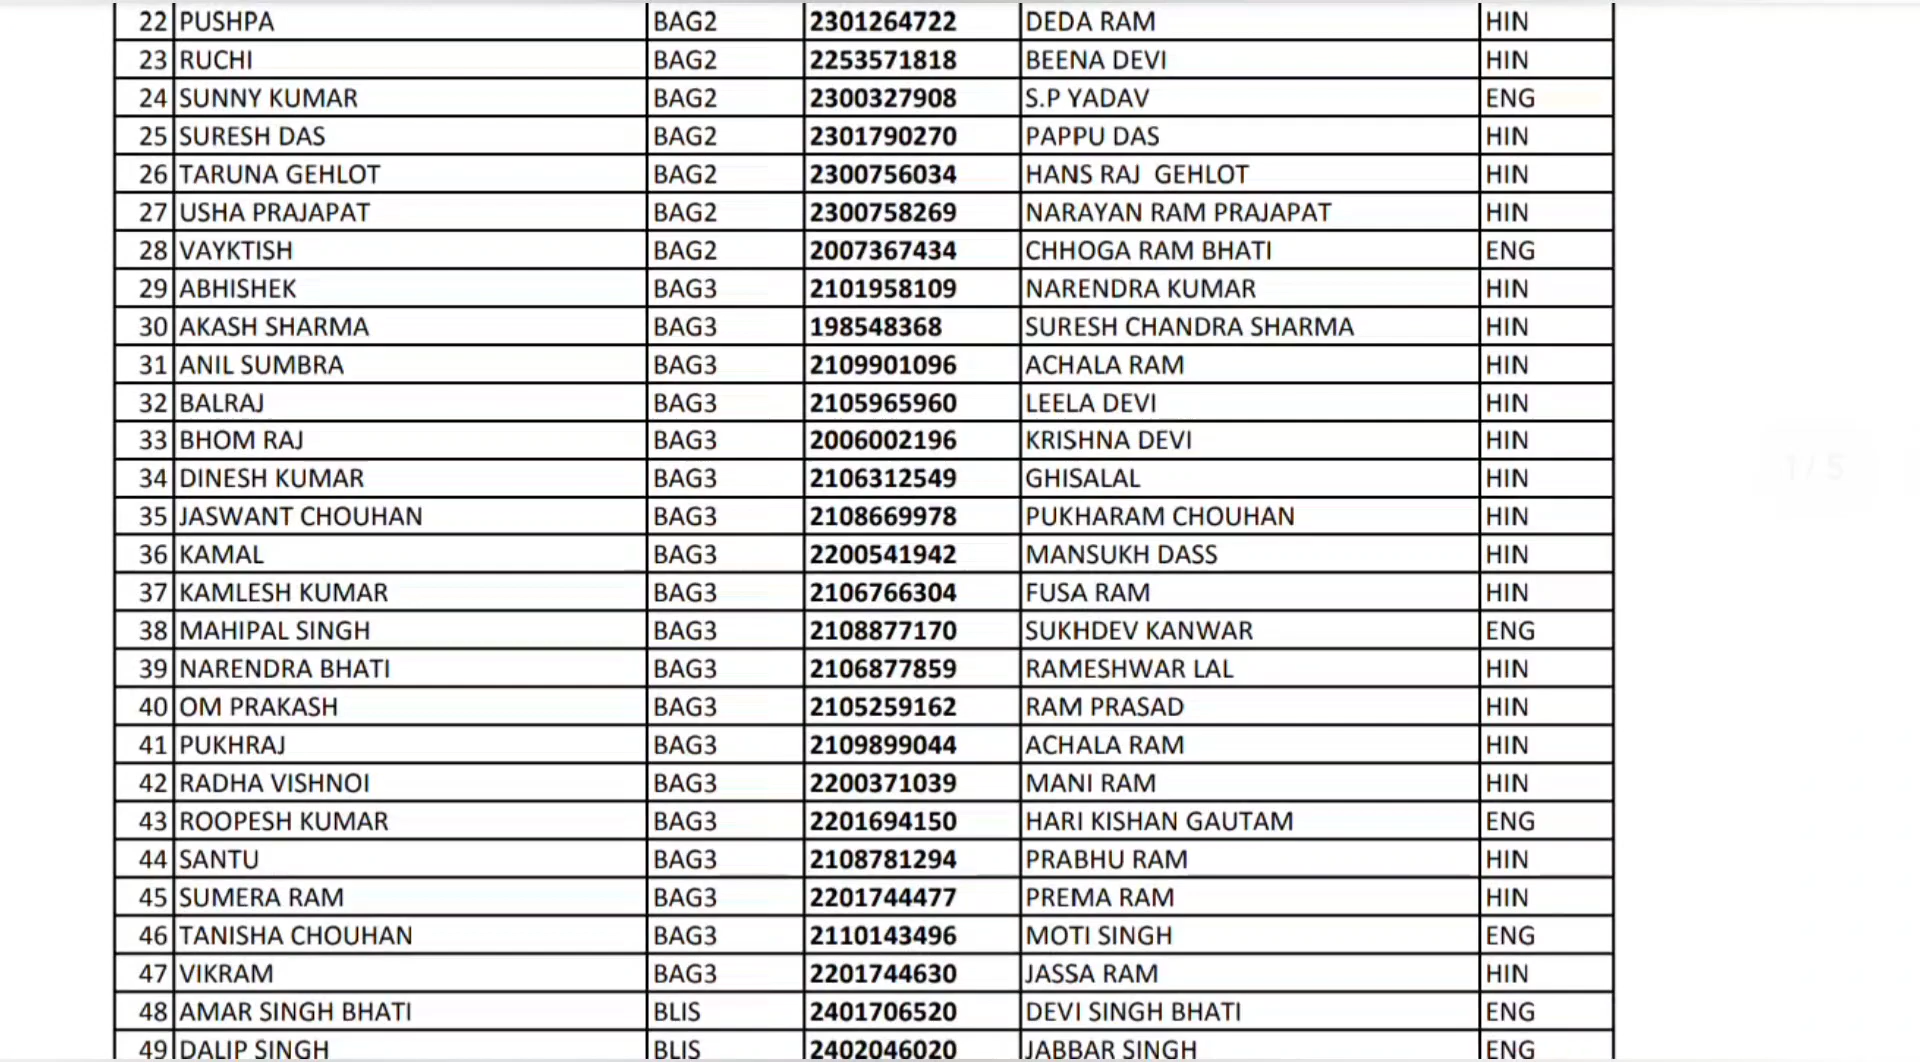 22 PUSHPA BAG2 2301264722 DEDA RAM HIN
23 RUCHI BAG2 2253571818 BEENA DEVI HIN
24 SUNNY KUMAR BAG2 2300327908 S.P YADAV ENG
25 SURESH DAS BAG2 2301790270 PAPPU DAS HIN
26 TARUNA GEHLOT BAG2 2300756034 HANS RAJ  GEHLOT HIN
27 USHA PRAJAPAT BAG2 2300758269 NARAYAN RAM PRAJAPAT HIN
28 VAYKTISH BAG2 2007367434 CHHOGA RAM BHATI ENG
29 ABHISHEK BAG3 2101958109 NARENDRA KUMAR HIN
30 AKASH SHARMA BAG3 198548368 SURESH CHANDRA SHARMA HIN
31 ANIL SUMBRA BAG3 2109901096 ACHALA RAM HIN
32 BALRAJ BAG3 2105965960 LEELA DEVI HIN
33 BHOM RAJ BAG3 2006002196 KRISHNA DEVI HIN
34 DINESH KUMAR BAG3 2106312549 GHISALAL HIN
35 JASWANT CHOUHAN BAG3 2108669978 PUKHARAM CHOUHAN HIN
36 KAMAL BAG3 2200541942 MANSUKH DASS HIN
37 KAMLESH KUMAR BAG3 2106766304 FUSA RAM HIN
38 MAHIPAL SINGH BAG3 2108877170 SUKHDEV KANWAR ENG
39 NARENDRA BHATI BAG3 2106877859 RAMESHWAR LAL HIN
40 OM PRAKASH BAG3 2105259162 RAM PRASAD HIN
41 PUKHRAJ BAG3 2109899044 ACHALA RAM HIN
42 RADHA VISHNOI BAG3 2200371039 MANI RAM HIN
43 ROOPESH KUMAR BAG3 2201694150 HARI KISHAN GAUTAM ENG
44 SANTU BAG3 2108781294 PRABHU RAM HIN
45 SUMERA RAM BAG3 2201744477 PREMA RAM HIN
46 TANISHA CHOUHAN BAG3 2110143496 MOTI SINGH ENG
47 VIKRAM BAG3 2201744630 JASSA RAM HIN
48 AMAR SINGH BHATI BLIS 2401706520 DEVI SINGH BHATI ENG
49 DALIP SINGH BLIS 2402046020 JABBAR SINGH ENG
1 / 5